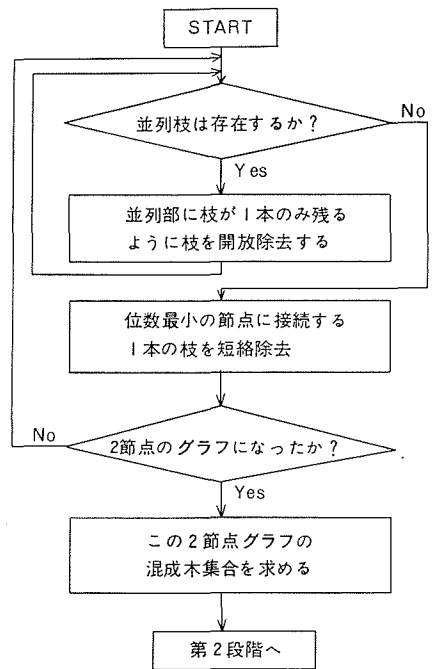 START
並列枝は存在するか？
No
Yes
並列部に枝が1本のみ残る
ように枝を開放除去する
位数最小の節点に接続する
1本の枝を短絡除去
No
2節点のグラフになったか？
Yes
この2節点グラフの
混成木集合を求める
第2段階へ